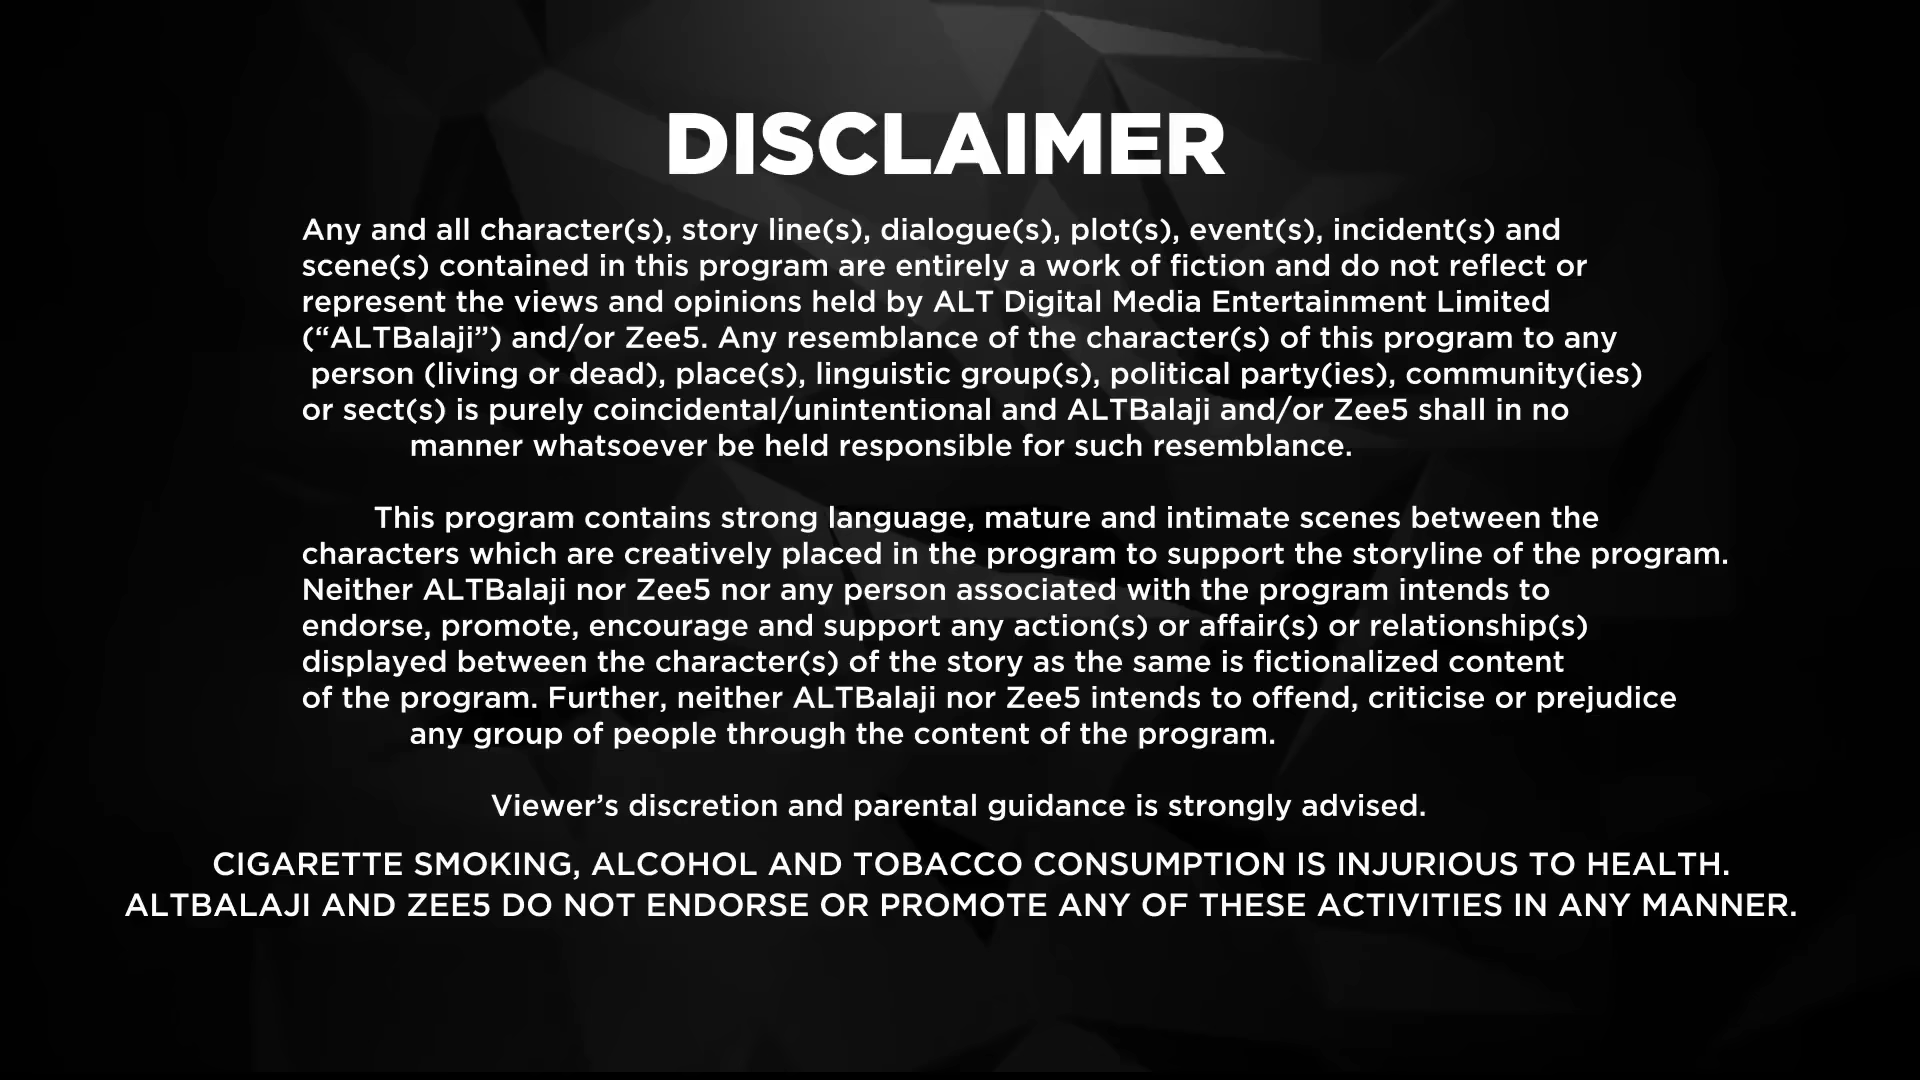 DISCLAIMER
Any and all character(s), story line(s), dialogue(s), plot(s), event(s), incident(s) and
scene(s) contained in this program are entirely a work of fiction and do not reflect or
represent the views and opinions held by ALT Digital Media Entertainment Limited
(“ALTBalaji”) and/or Zee5. Any resemblance of the character(s) of this program to any
person (living or dead), place(s), linguistic group(s), political party(ies), community(ies)
or sect(s) is purely coincidental/unintentional and ALTBalaji and/or Zee5 shall in no
manner whatsoever be held responsible for such resemblance.
This program contains strong language, mature and intimate scenes between the
characters which are creatively placed in the program to support the storyline of the program.
Neither ALTBalaji nor Zee5 nor any person associated with the program intends to
endorse, promote, encourage and support any action(s) or affair(s) or relationship(s)
displayed between the character(s) of the story as the same is fictionalized content
of the program. Further, neither ALTBalaji nor Zee5 intends to offend, criticise or prejudice
any group of people through the content of the program.
Viewer’s discretion and parental guidance is strongly advised.
CIGARETTE SMOKING, ALCOHOL AND TOBACCO CONSUMPTION IS INJURIOUS TO HEALTH.
ALTBALAJI AND ZEE5 DO NOT ENDORSE OR PROMOTE ANY OF THESE ACTIVITIES IN ANY MANNER.